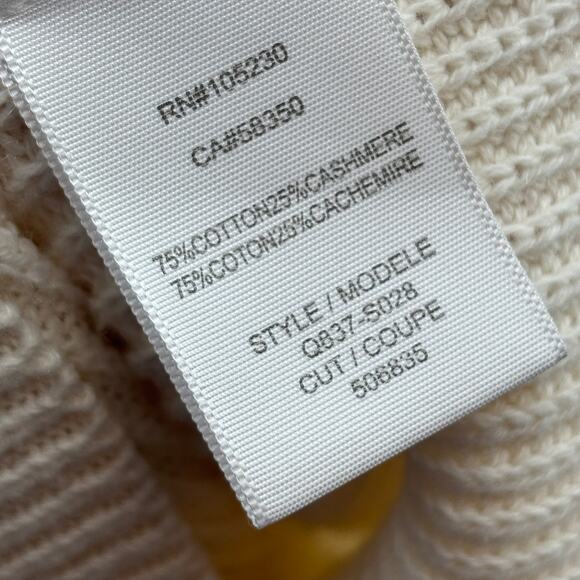 RN#105230
CA#58350
75%COTTON25%CASHMERE
75%COTON25%CACHEMIRE
STYLE / MODELE
Q837-S028
CUT / COUPE
506835